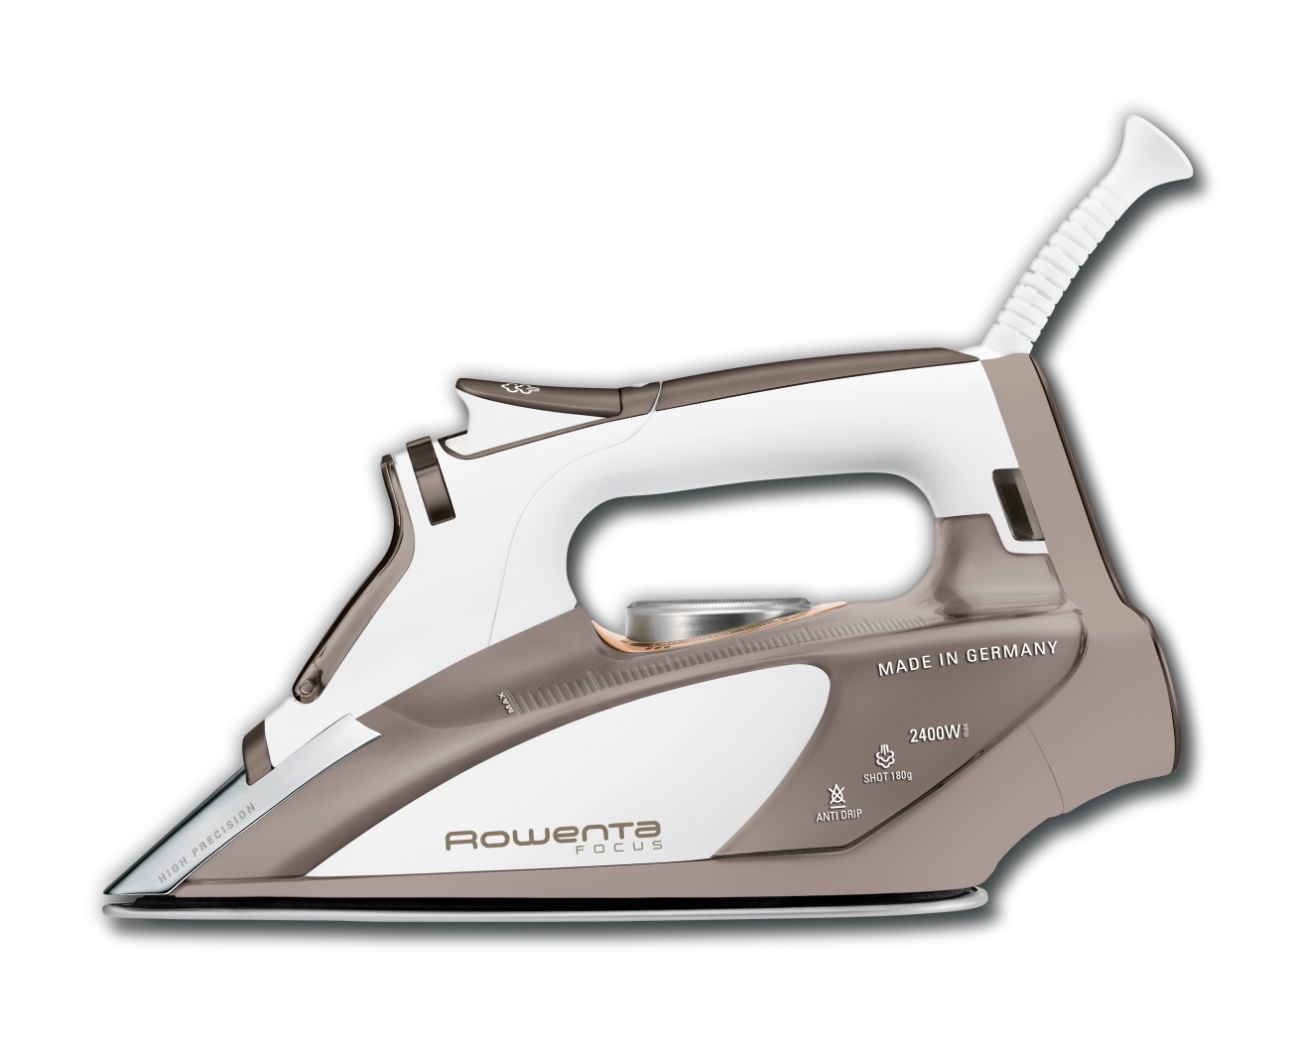 MAX
MADE IN GERMANY
2400W
SHOT 180g
ANTI DRIP
HIGH PRECISION
ROWENTA
FOCUS